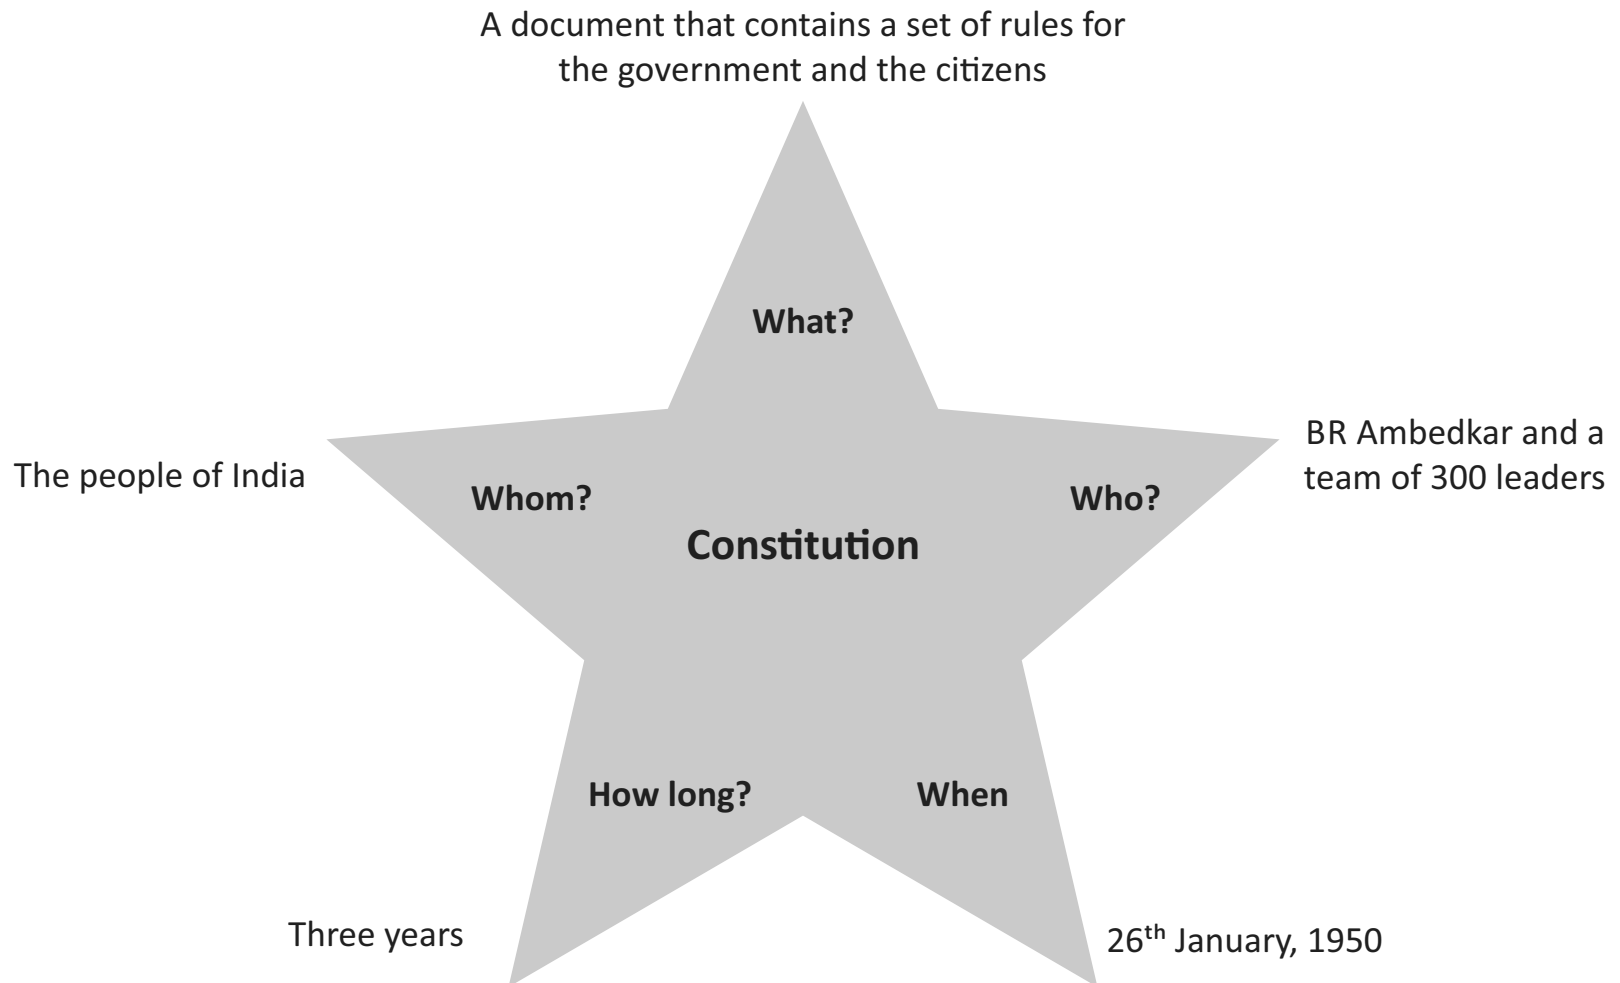 A document that contains a set of rules for
the government and the citizens
What?
BR Ambedkar and a
team of 300 leaders
The people of India
Whom?
Who?
Constitution
How long?
When
Three years
26th January, 1950